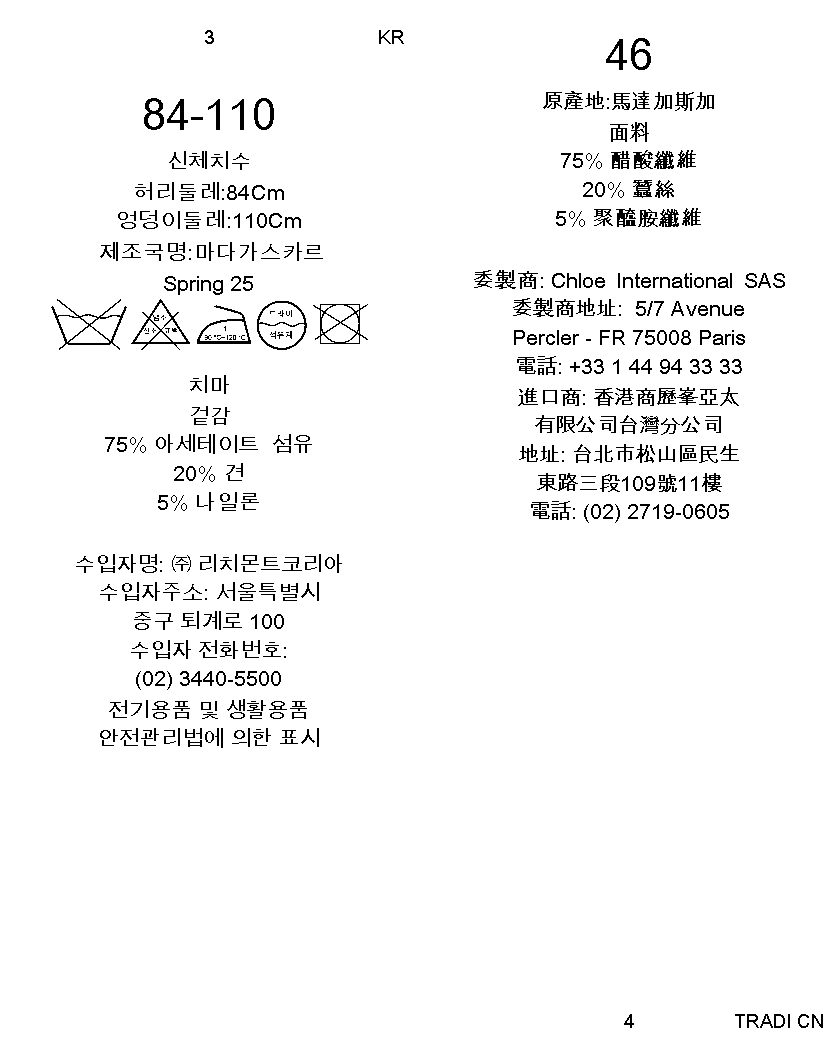 3
KR
84-110
신체치수
허리둘레:84Cm
엉덩이둘레:110Cm
제조국명:마다가스카르
Spring 25
염소
산소 표백
1
80 °C~120 °C
드라이
석유계
치마
겉감
75% 아세테이트 섬유
20% 견
5% 나일론
수입자명: ㈜ 리치몬트코리아
수입자주소: 서울특별시
중구 퇴계로 100
수입자 전화번호:
(02) 3440-5500
전기용품 및 생활용품
안전관리법에 의한 표시
46
原產地:馬達加斯加
面料
75% 醋酸纖維
20% 蠶絲
5% 聚醯胺纖維
委製商: Chloe International SAS
委製商地址: 5/7 Avenue
Percler - FR 75008 Paris
電話: +33 1 44 94 33 33
進口商: 香港商歷峯亞太
有限公司台灣分公司
地址: 台北市松山區民生
東路三段109號11樓
電話: (02) 2719-0605
4
TRADI CN